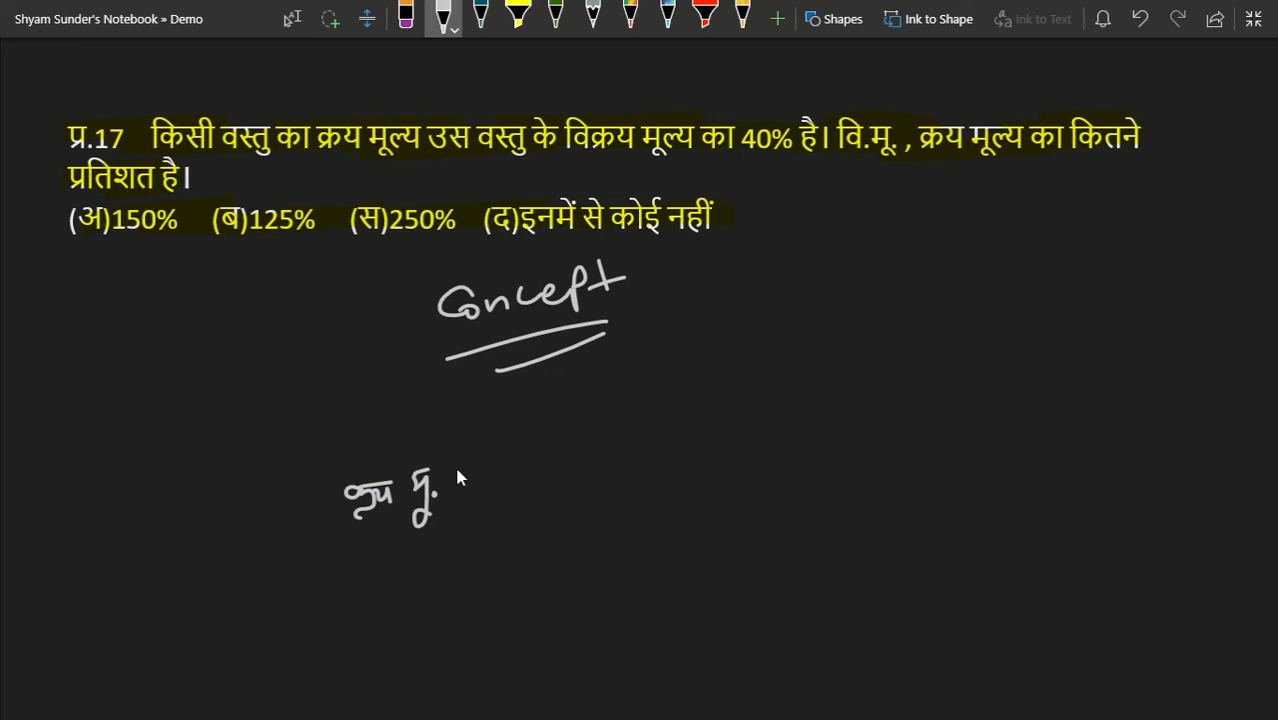 Shyam Sunder's Notebook » Demo
Shapes
Ink to Shape
Ink to Text
प्र.17 किसी वस्तु का क्रय मूल्य उस वस्तु के विक्रय मूल्य का 40% है। वि.मू. , क्रय मूल्य का कितने
प्रतिशत है।
(अ)150% (ब)125% (स)250% (द)इनमें से कोई नहीं
Concept
क्रय मू.